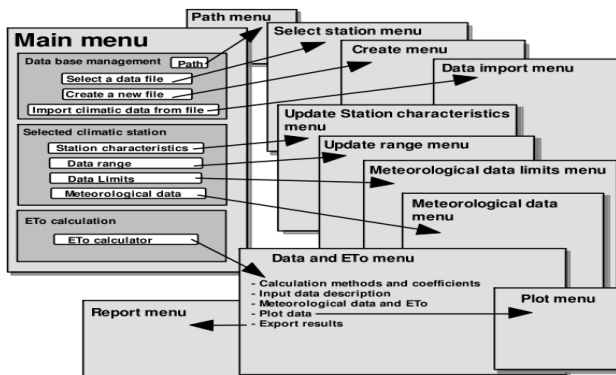 Main menu
Data base management
Path
Select a data file
Create a new file
Import climatic data from file
Selected climatic station
Station characteristics
Data range
Data Limits
Meteorological data
ETo calculation
ETo calculator
Path menu
Select station menu
Create menu
Data import menu
Update Station characteristics
menu
Update range menu
Meteorological data limits menu
Meteorological data
menu
Data and ETo menu
- Calculation methods and coefficients
- Input data description
- Meteorological data and ETo
- Plot data
- Export results
Plot menu
Report menu